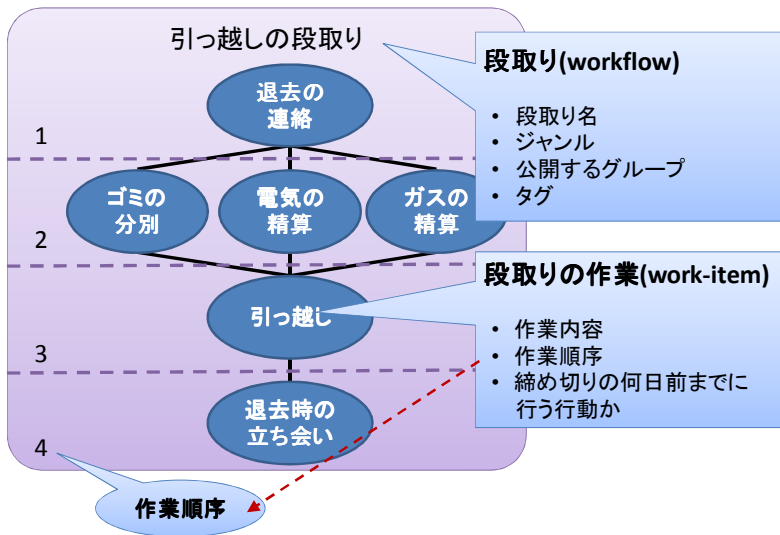 引っ越しの段取り
退去の
連絡
1
ゴミの
分別
電気の
精算
ガスの
精算
2
引っ越し
3
退去時の
立ち会い
4
作業順序
段取り(workflow)
• 段取り名
• ジャンル
• 公開するグループ
• タグ
段取りの作業(work-item)
• 作業内容
• 作業順序
• 締め切りの何日前までに
行う行動か